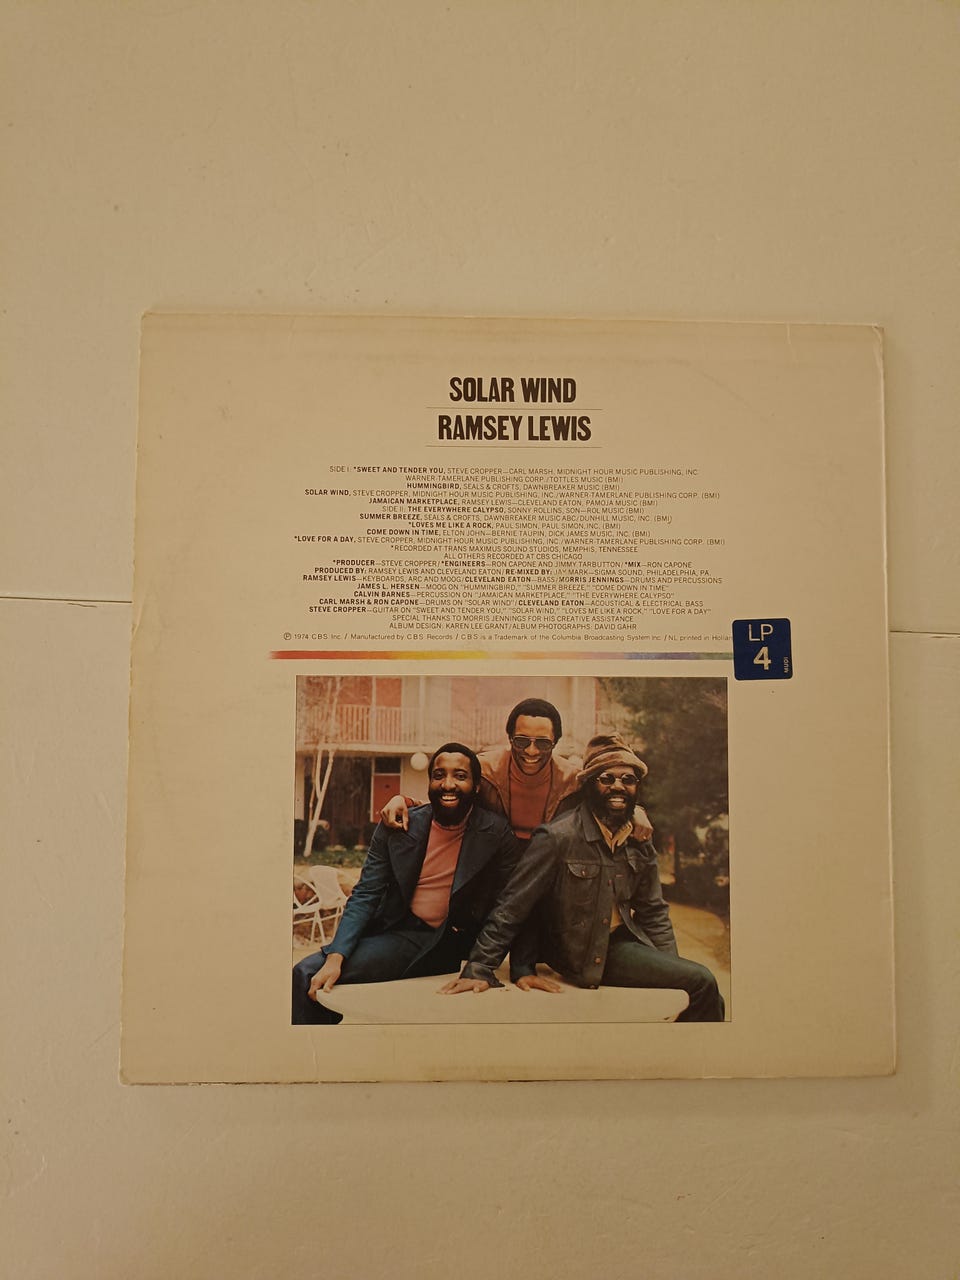 SOLAR WIND
RAMSEY LEWIS
SIDE I: *SWEET AND TENDER YOU, STEVE CROPPER—CARL MARSH, MIDNIGHT HOUR MUSIC PUBLISHING, INC.
WARNER-TAMERLANE PUBLISHING CORP./TOTTLES MUSIC (BMI)
HUMMINGBIRD, SEALS & CROFTS, DAWNBREAKER MUSIC (BMI)
SOLAR WIND, STEVE CROPPER, MIDNIGHT HOUR MUSIC PUBLISHING, INC./WARNER-TAMERLANE PUBLISHING CORP. (BMI)
JAMAICAN MARKETPLACE, RAMSEY LEWIS—CLEVELAND EATON, PAMOJA MUSIC (BMI)
SIDE II: THE EVERYWHERE CALYPSO, SONNY ROLLINS, SON—ROL MUSIC (BMI)
SUMMER BREEZE, SEALS & CROFTS, DAWNBREAKER MUSIC ABC/DUNHILL MUSIC, INC. (BMI)
*LOVES ME LIKE A ROCK, PAUL SIMON, PAUL SIMON, INC. (BMI)
COME DOWN IN TIME, ELTON JOHN—BERNIE TAUPIN, DICK JAMES MUSIC, INC. (BMI)
*LOVE FOR A DAY, STEVE CROPPER, MIDNIGHT HOUR MUSIC PUBLISHING, INC./WARNER-TAMERLANE PUBLISHING CORP. (BMI)
*RECORDED AT TRANS MAXIMUS SOUND STUDIOS, MEMPHIS, TENNESSEE
ALL OTHERS RECORDED AT CBS CHICAGO
*PRODUCER—STEVE CROPPER/*ENGINEERS—RON CAPONE AND JIMMY TARBUTTON/*MIX—RON CAPONE
PRODUCED BY: RAMSEY LEWIS AND CLEVELAND EATON/RE-MIXED BY: JAY MARK—SIGMA SOUND, PHILADELPHIA, PA.
RAMSEY LEWIS—KEYBOARDS, ARC AND MOOG/CLEVELAND EATON—BASS/MORRIS JENNINGS—DRUMS AND PERCUSSIONS
JAMES L. HERSEN—MOOG ON "HUMMINGBIRD," "SUMMER BREEZE," "COME DOWN IN TIME"
CALVIN BARNES—PERCUSSION ON "JAMAICAN MARKETPLACE," "THE EVERYWHERE CALYPSO"
CARL MARSH & RON CAPONE—DRUMS ON "SOLAR WIND"/CLEVELAND EATON—ACOUSTICAL & ELECTRICAL BASS
STEVE CROPPER—GUITAR ON "SWEET AND TENDER YOU," "SOLAR WIND," "LOVES ME LIKE A ROCK," "LOVE FOR A DAY"
SPECIAL THANKS TO MORRIS JENNINGS FOR HIS CREATIVE ASSISTANCE
ALBUM DESIGN: KAREN LEE GRANT/ALBUM PHOTOGRAPHS: DAVID GAHR
℗ 1974 CBS Inc. / Manufactured by CBS Records / CBS is a Trademark of the Columbia Broadcasting System Inc. / NL printed in Hollan
LP
4
MUDI